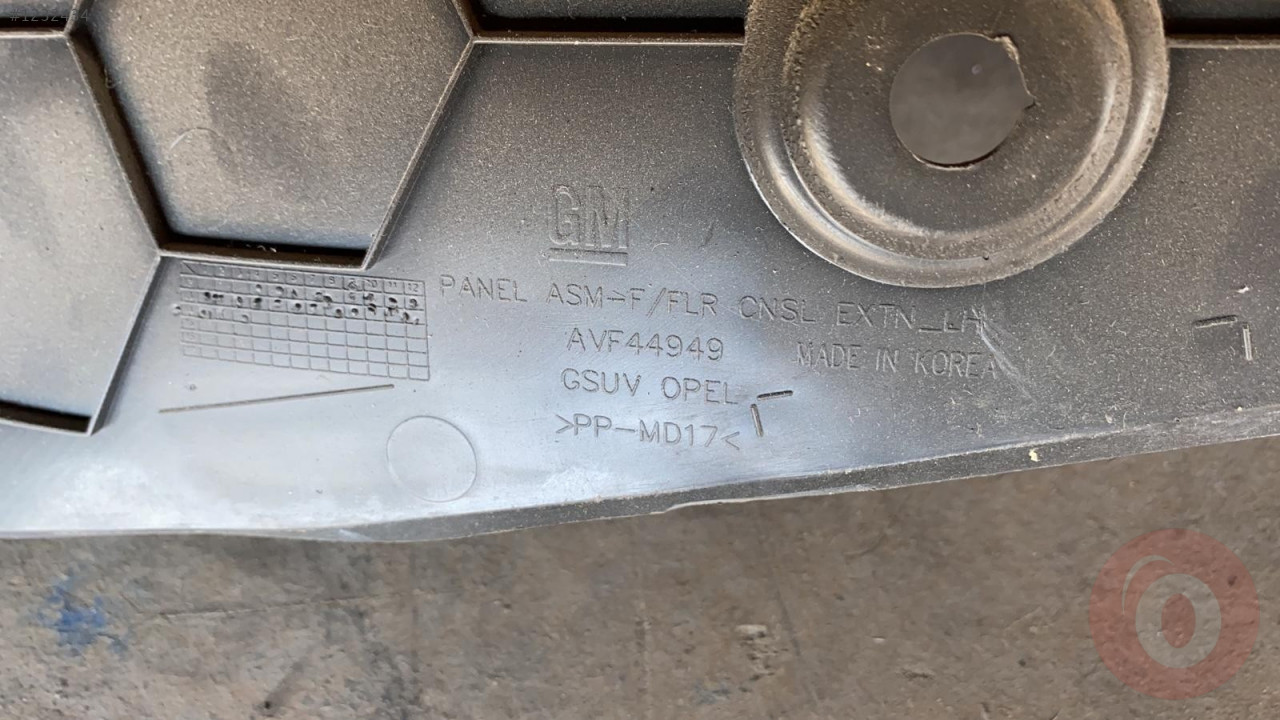 GM
PANEL ASM-F/FLR CNSL EXTN_LH
AVF44949
MADE IN KOREA
GSUV OPEL
>PP-MD17<